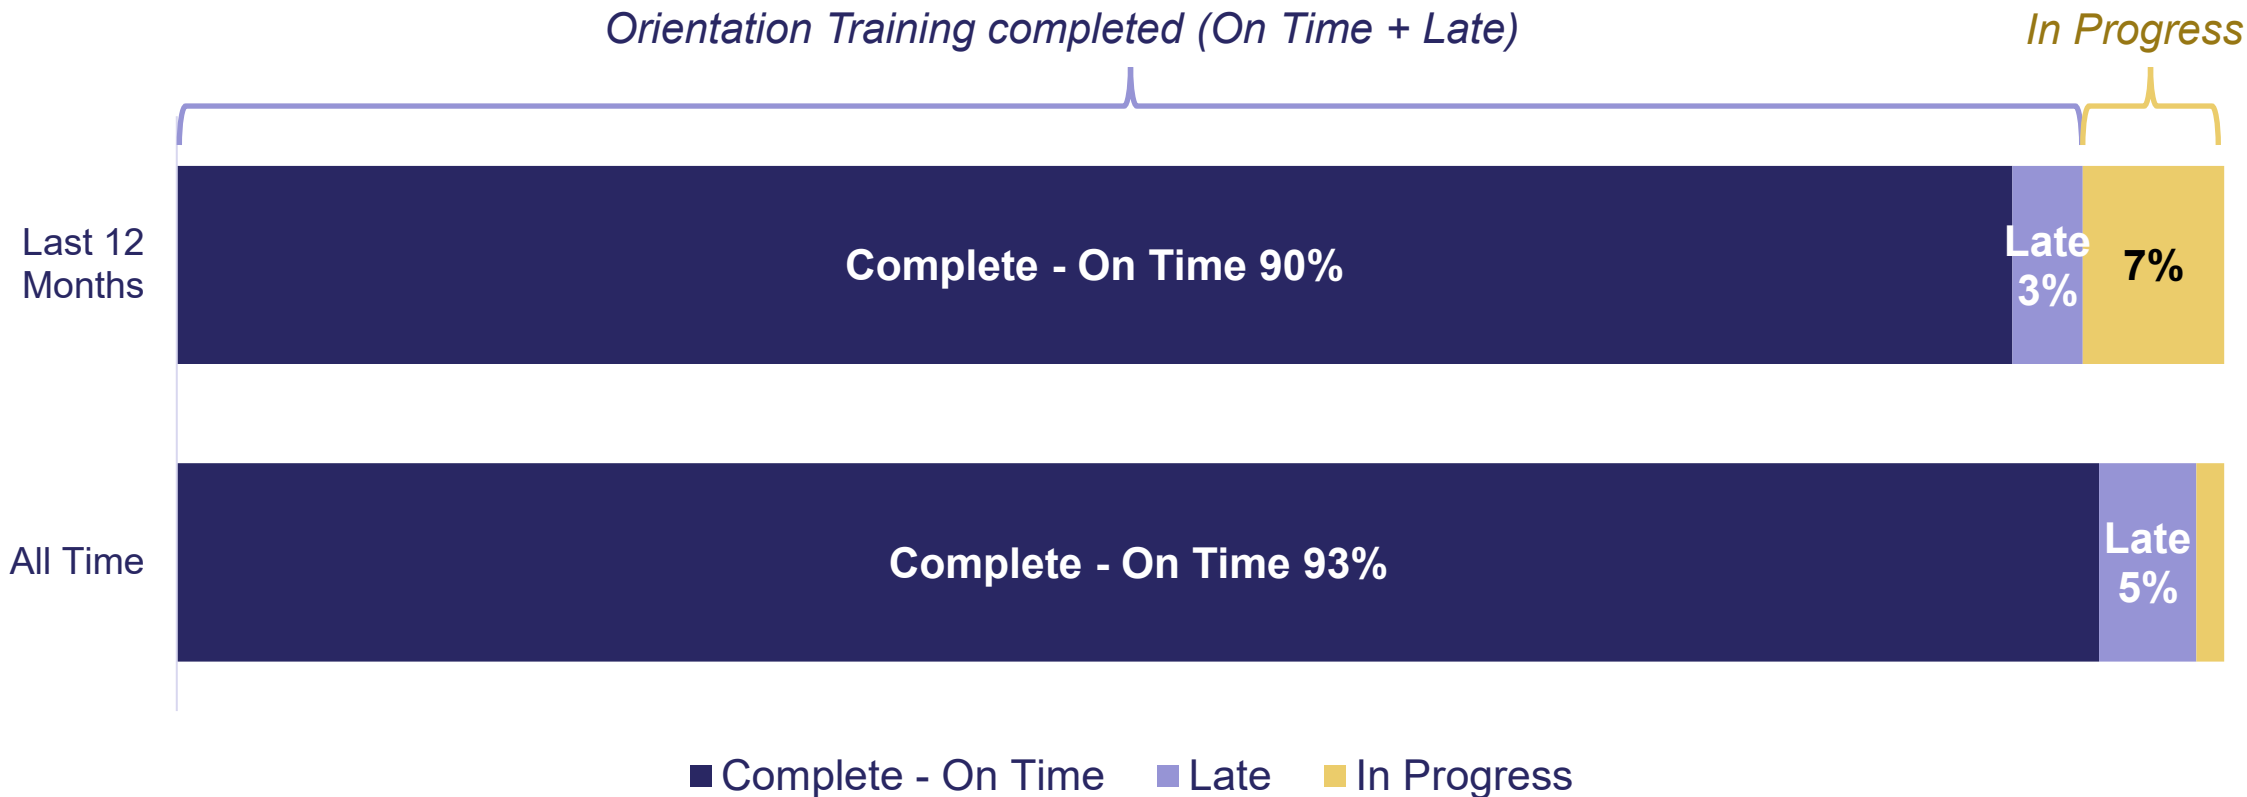 Orientation Training completed (On Time + Late)
In Progress
Last 12
Months
Complete - On Time 90%
Late
3%
7%
All Time
Complete - On Time 93%
Late
5%
Complete - On Time
Late
In Progress